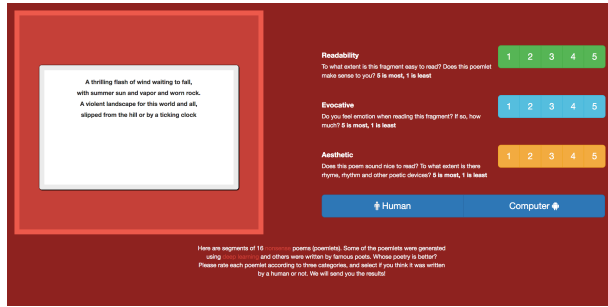 A thrilling flash of wind waiting to fall,
with summer sun and vapor and worn rock.
A violent landscape for this world and all,
slipped from the hill or by a ticking clock
Readability
To what extent is this fragment easy to read? Does this poemlet
make sense to you? 5 is most, 1 is least
1 2 3 4 5
Evocative
Do you feel emotion when reading this fragment? If so, how
much? 5 is most, 1 is least
1 2 3 4 5
Aesthetic
Does this poem sound nice to read? To what extent is there
rhyme, rhythm and other poetic devices? 5 is most, 1 is least
1 2 3 4 5
Human
Computer
Here are segments of 16 nonsense poems (poemlets). Some of the poemlets were generated
using deep learning and others were written by famous poets. Whose poetry is better?
Please rate each poemlet according to three categories, and select if you think it was written
by a human or not. We will send you the results!